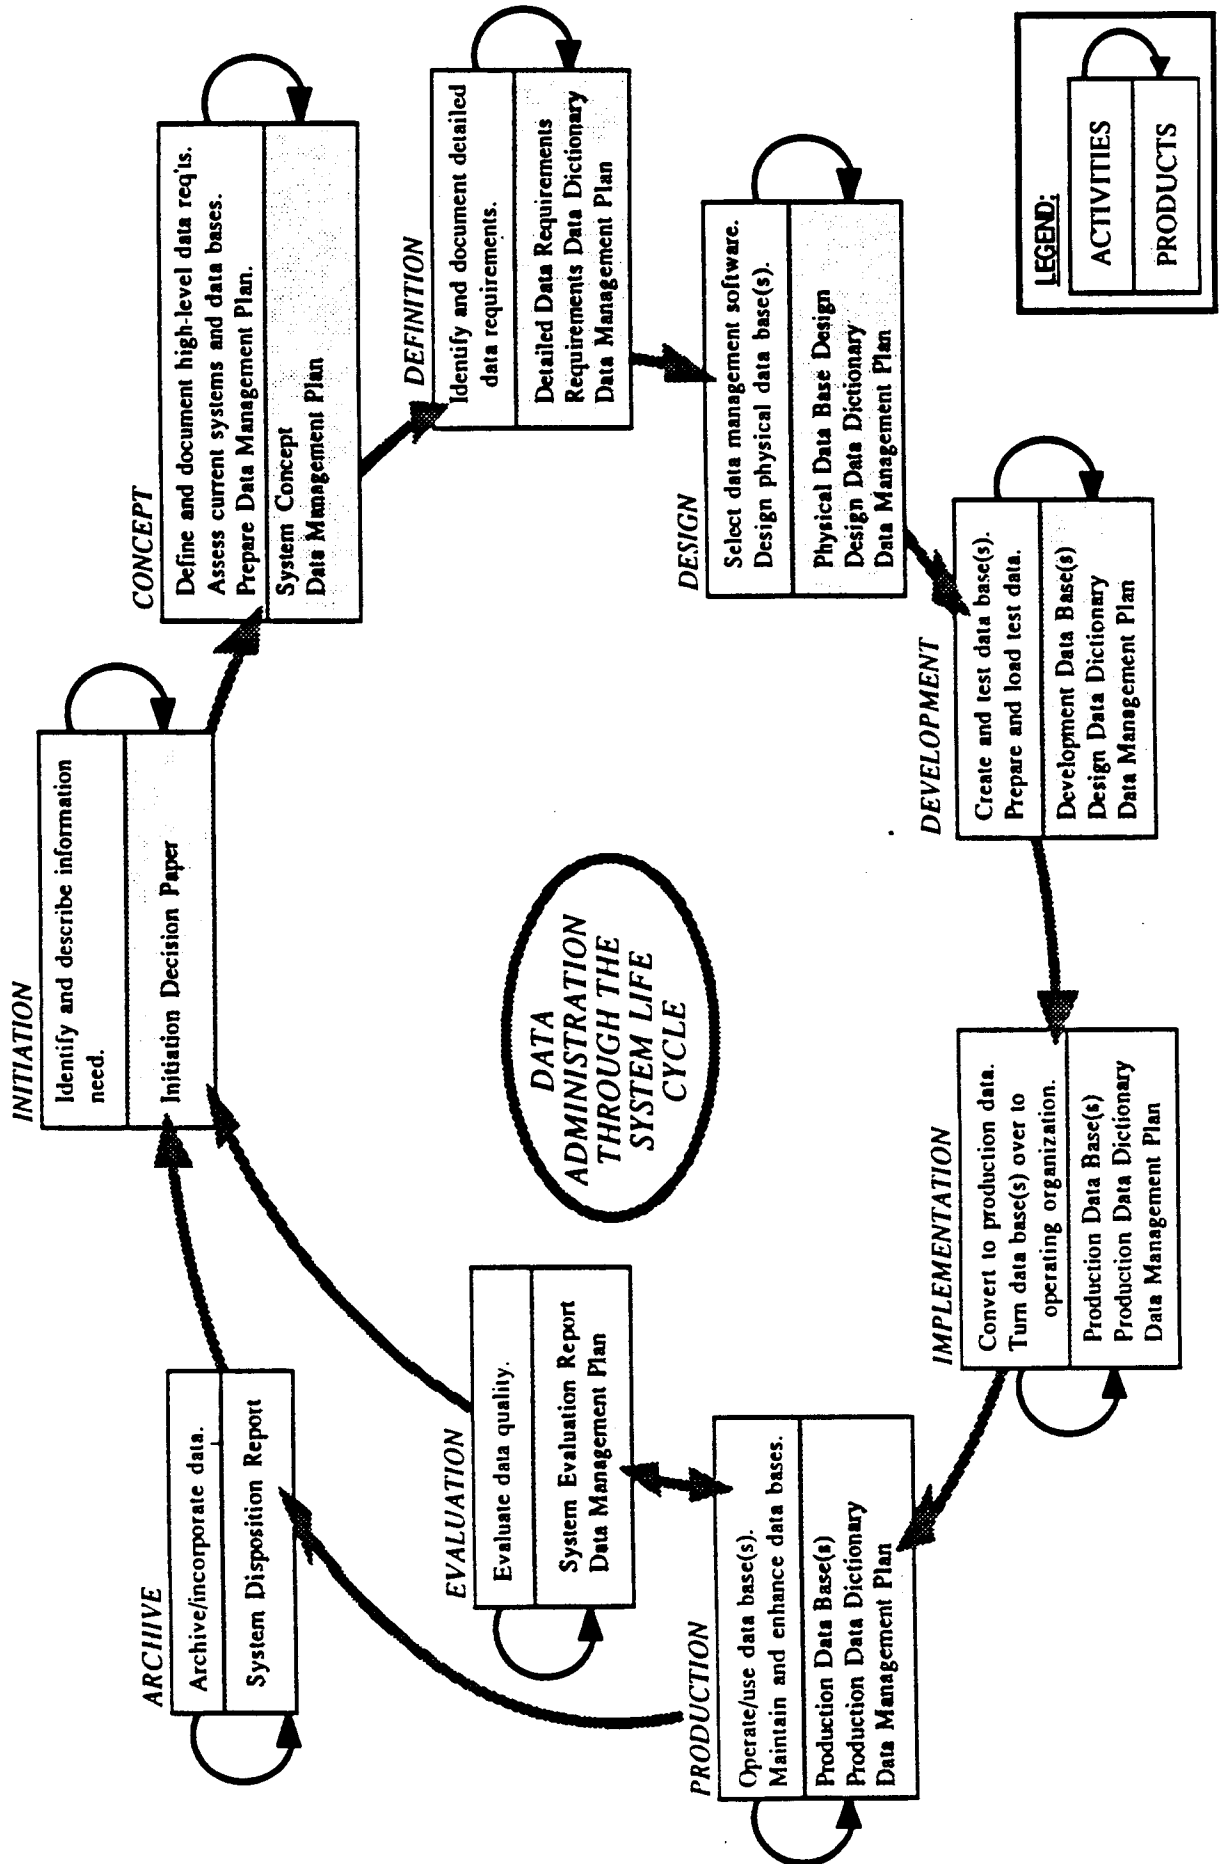 INITIATION
Identify and describe information
need.
Initiation Decision Paper
CONCEPT
Define and document high-level data req'ts.
Assess current systems and data bases.
Prepare Data Management Plan.
System Concept
Data Management Plan
DEFINITION
Identify and document detailed
data requirements.
Detailed Data Requirements
Requirements Data Dictionary
Data Management Plan
DESIGN
Select data management software.
Design physical data base(s).
Physical Data Base Design
Design Data Dictionary
Data Management Plan
DEVELOPMENT
Create and test data base(s).
Prepare and load test data.
Development Data Base(s)
Design Data Dictionary
Data Management Plan
IMPLEMENTATION
Convert to production data.
Turn data base(s) over to
operating organization.
Production Data Base(s)
Production Data Dictionary
Data Management Plan
PRODUCTION
Operate/use data base(s).
Maintain and enhance data bases.
Production Data Base(s)
Production Data Dictionary
Data Management Plan
EVALUATION
Evaluate data quality.
System Evaluation Report
Data Management Plan
ARCHIVE
Archive/incorporate data.
System Disposition Report
DATA
ADMINISTRATION
THROUGH THE
SYSTEM LIFE
CYCLE
LEGEND:
ACTIVITIES
PRODUCTS